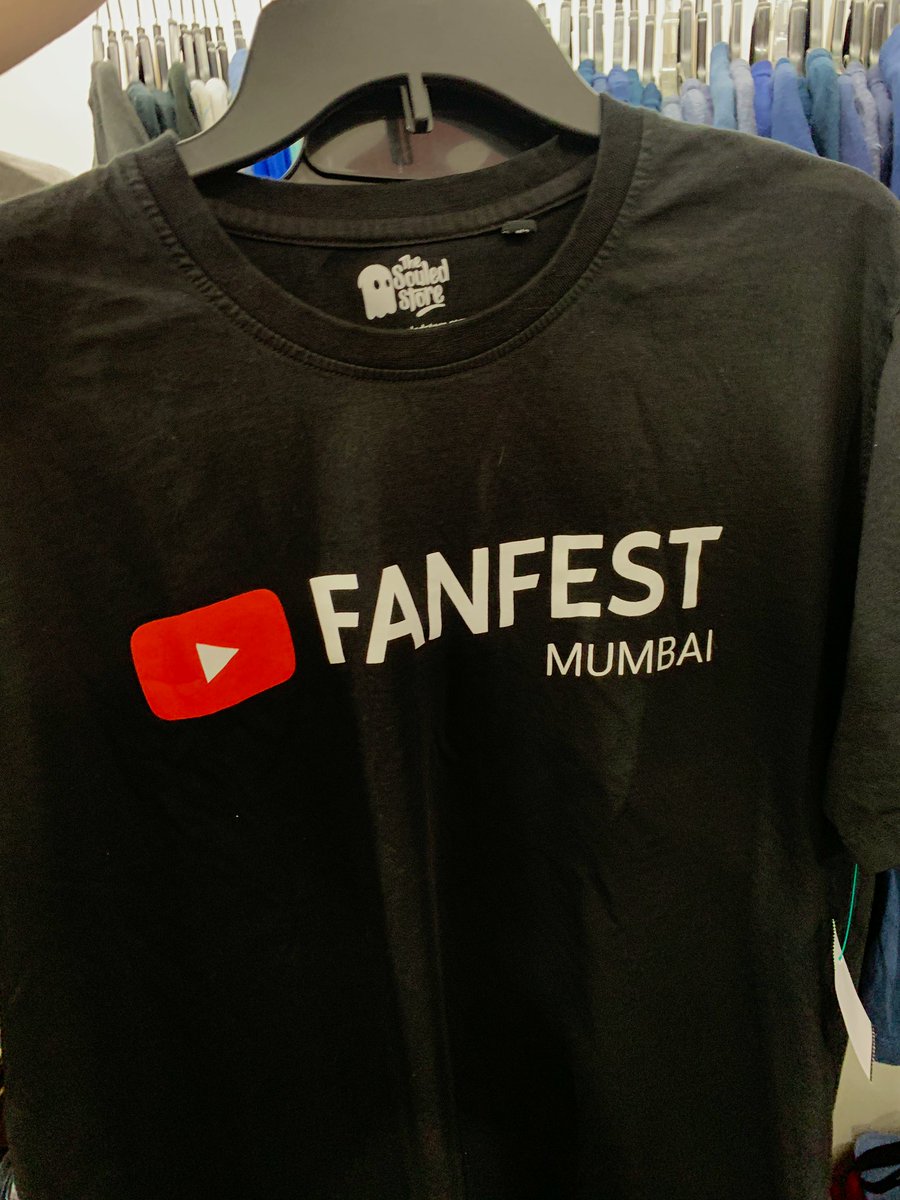 The
Souled
Store
FANFEST
MUMBAI